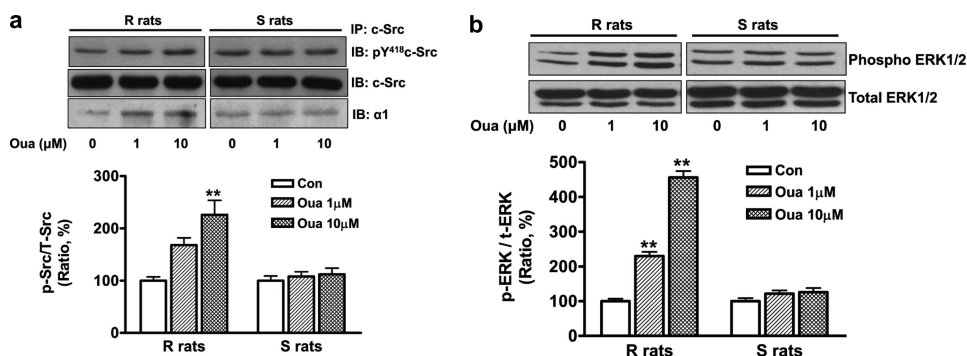 a
R rats S rats
IP: c-Src
IB: pY418c-Src
IB: c-Src
IB: α1
Oua (μM) 0 1 10 0 1 10
300
200
100
0
p-Src/T-Src
(Ratio, %)
**
Con
Oua 1μM
Oua 10μM
R rats S rats
b
R rats S rats
Phospho ERK1/2
Total ERK1/2
Oua (μM) 0 1 10 0 1 10
500
400
300
200
100
0
p-ERK / t-ERK
(Ratio, %)
**
**
Con
Oua 1μM
Oua 10μM
R rats S rats